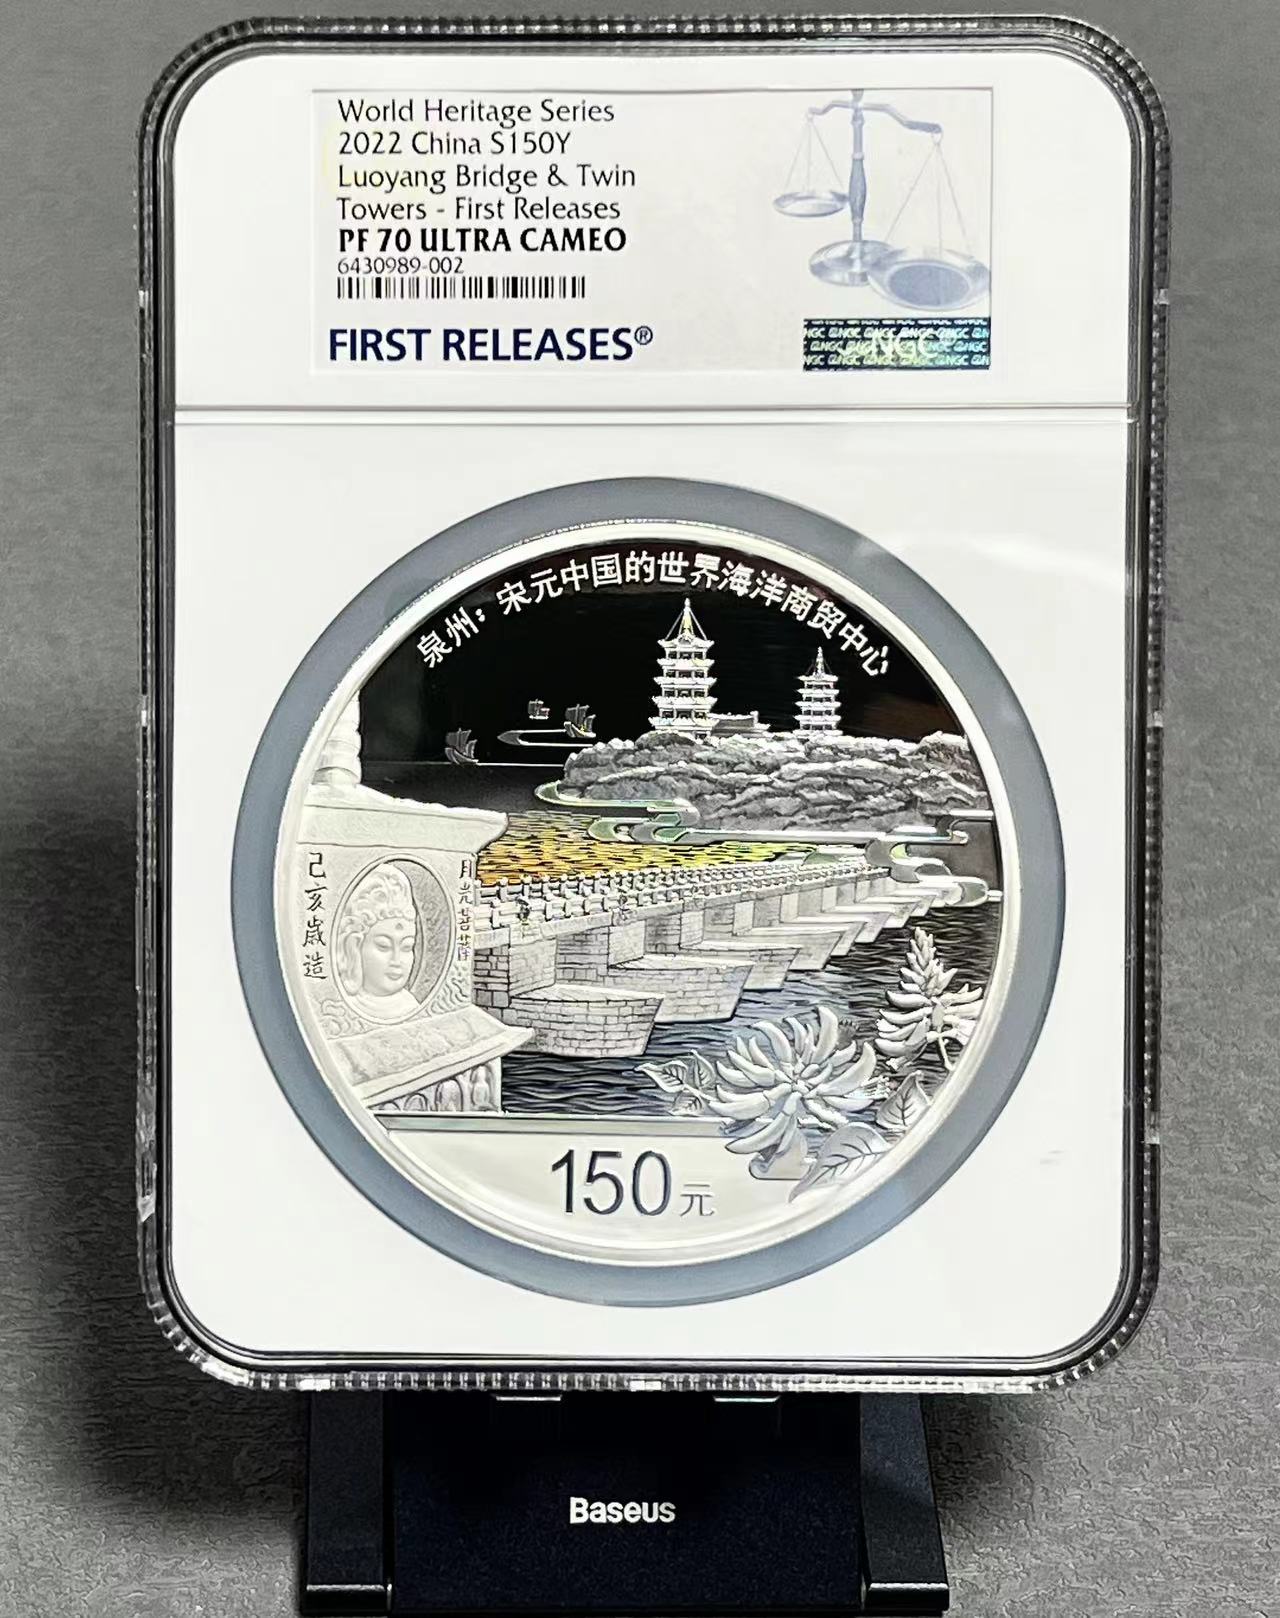 World Heritage Series
2022 China S150Y
Luoyang Bridge & Twin
Towers - First Releases
PF 70 ULTRA CAMEO
6430989-002
FIRST RELEASES®
NGC
泉州：宋元中国的世界海洋商贸中心
己亥歲造
月光菩萨
150元
Baseus